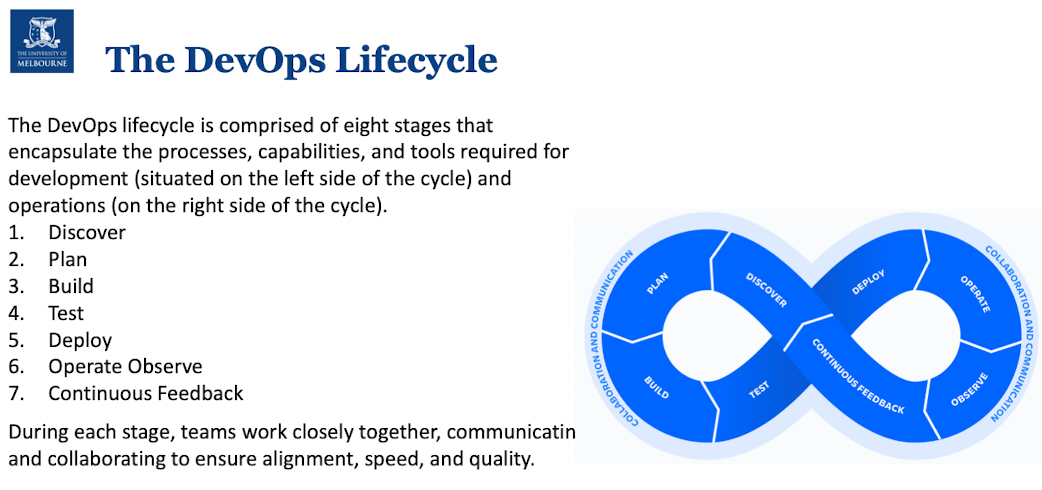 THE UNIVERSITY OF
MELBOURNE
The DevOps Lifecycle
The DevOps lifecycle is comprised of eight stages that
encapsulate the processes, capabilities, and tools required for
development (situated on the left side of the cycle) and
operations (on the right side of the cycle).
1. Discover
2. Plan
3. Build
4. Test
5. Deploy
6. Operate Observe
7. Continuous Feedback
During each stage, teams work closely together, communicatin
and collaborating to ensure alignment, speed, and quality.
COLLABORATION AND COMMUNICATION
PLAN
DISCOVER
BUILD
TEST
DEPLOY
OPERATE
CONTINUOUS FEEDBACK
OBSERVE
COLLABORATION AND COMMUNICATION